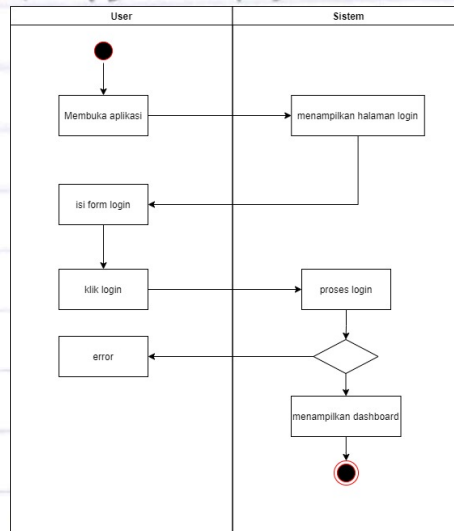 User
Sistem
Membuka aplikasi
menampilkan halaman login
isi form login
klik login
proses login
error
menampilkan dashboard